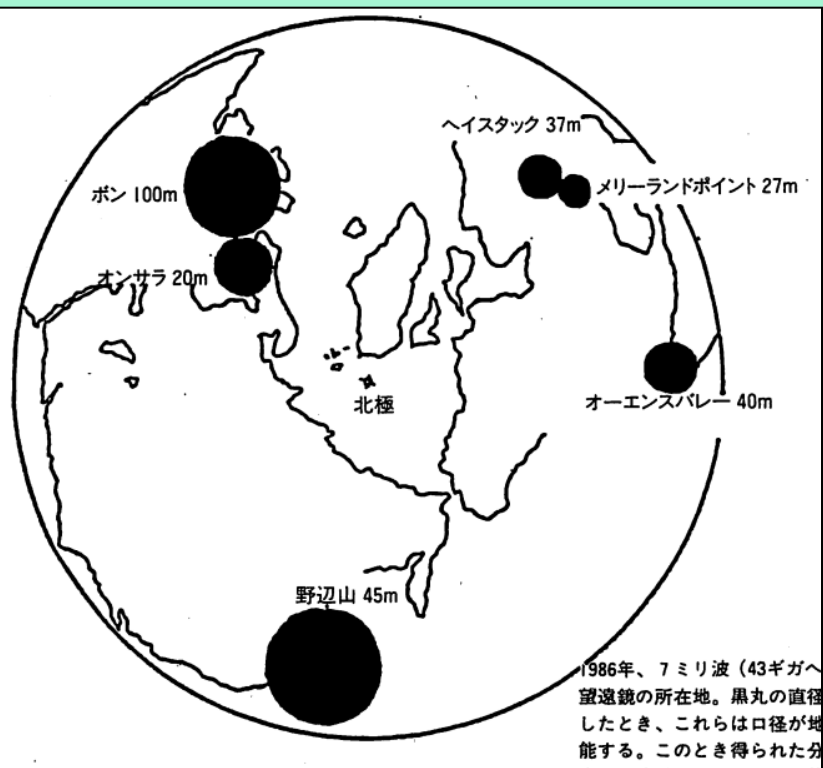 ヘイスタック 37m
メリーランドポイント 27m
ボン 100m
オンサラ 20m
北極
オーエンスバレー 40m
野辺山 45m
1986年、7ミリ波(43ギガヘ
望遠鏡の所在地。黒丸の直径
したとき、これらは口径が地
能する。このとき得られた分